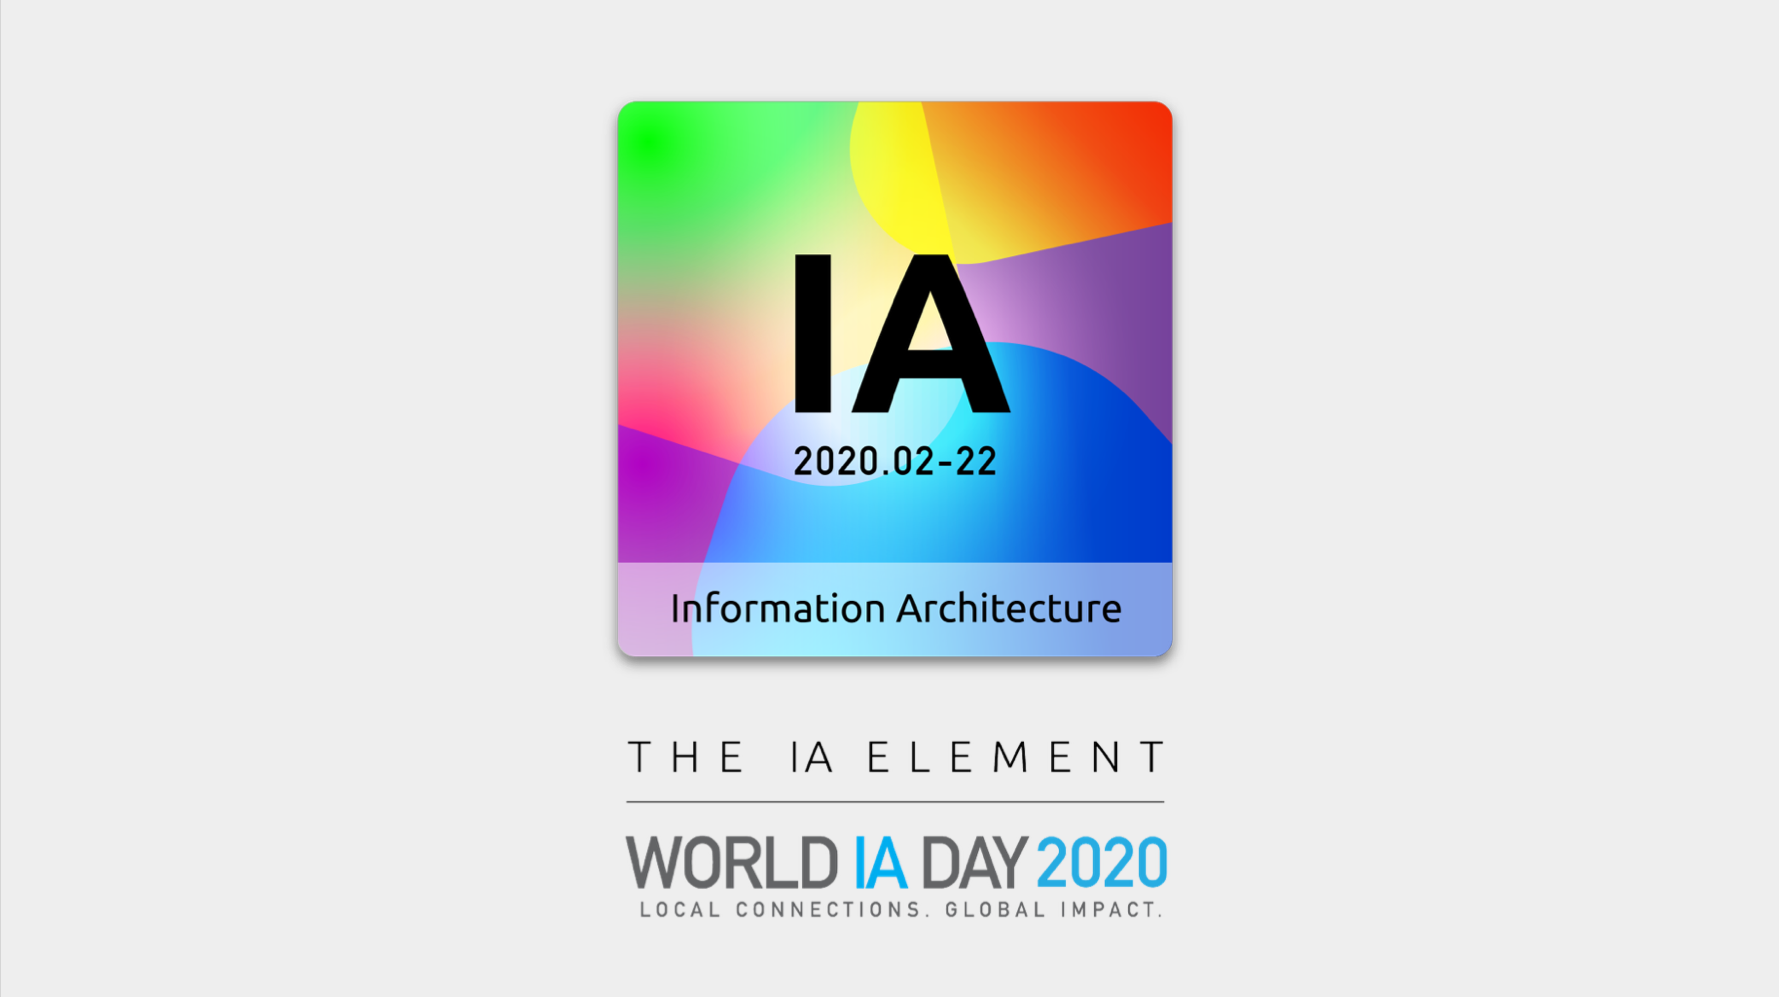 IA
2020.02-22
Information Architecture
THE IA ELEMENT
WORLD IA DAY 2020
LOCAL CONNECTIONS. GLOBAL IMPACT.